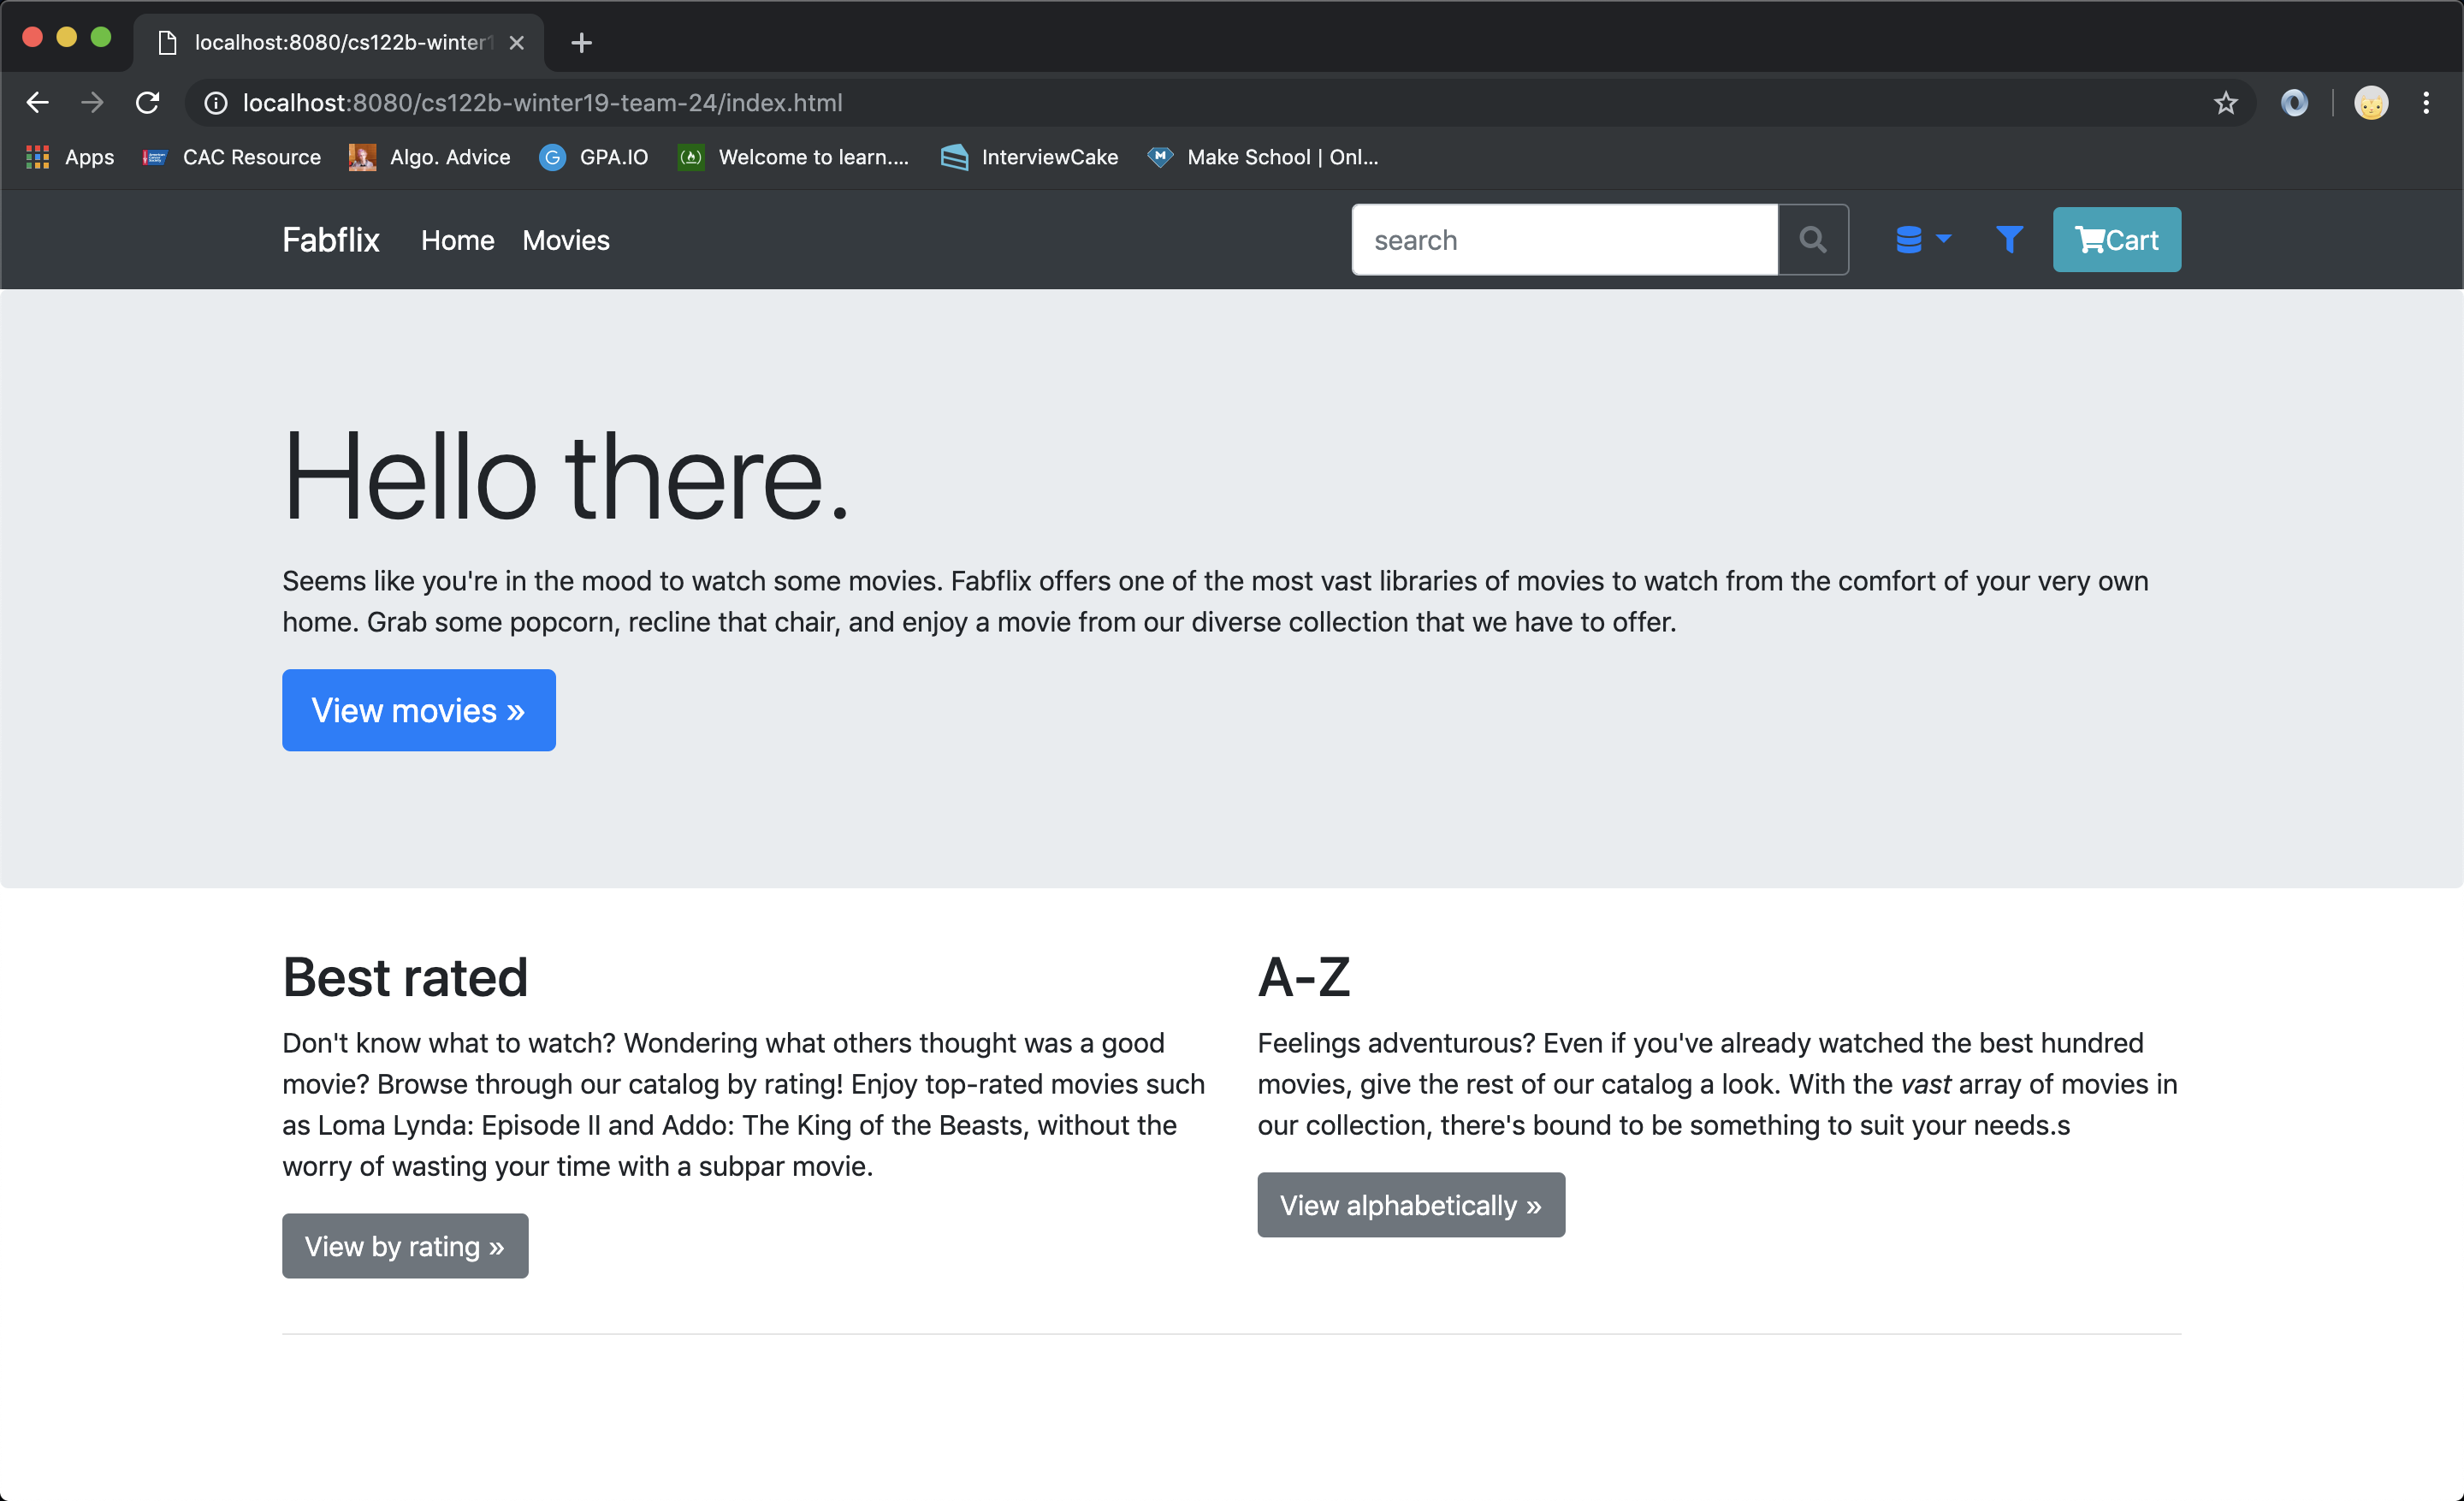 localhost:8080/cs122b-winter1
localhost:8080/cs122b-winter19-team-24/index.html
Apps CAC Resource Algo. Advice GPA.IO Welcome to learn.... InterviewCake Make School | Onl...
Fabflix Home Movies search Cart
Hello there.
Seems like you're in the mood to watch some movies. Fabflix offers one of the most vast libraries of movies to watch from the comfort of your very own
home. Grab some popcorn, recline that chair, and enjoy a movie from our diverse collection that we have to offer.
View movies »
Best rated
Don't know what to watch? Wondering what others thought was a good
movie? Browse through our catalog by rating! Enjoy top-rated movies such
as Loma Lynda: Episode II and Addo: The King of the Beasts, without the
worry of wasting your time with a subpar movie.
View by rating »
A-Z
Feelings adventurous? Even if you've already watched the best hundred
movies, give the rest of our catalog a look. With the vast array of movies in
our collection, there's bound to be something to suit your needs.s
View alphabetically »